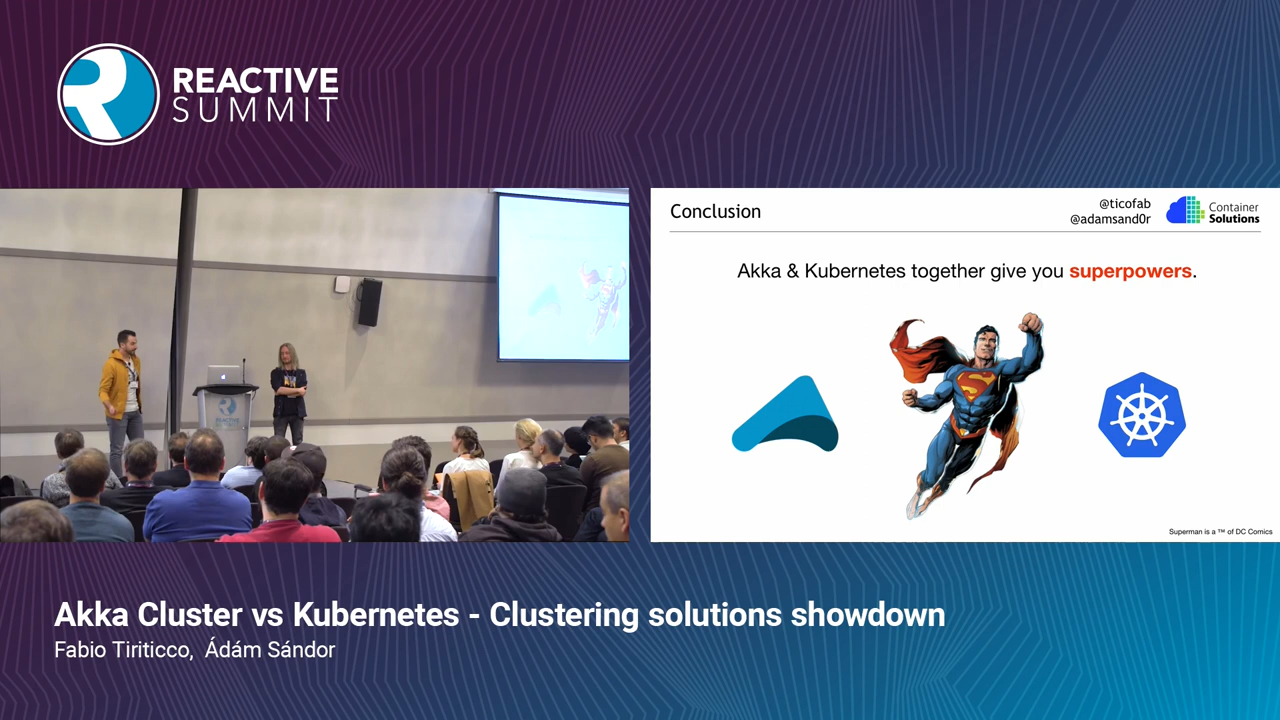 REACTIVE
SUMMIT
Conclusion
@ticofab
@adamsand0r
Container
Solutions
Akka & Kubernetes together give you superpowers.
Superman is a ™ of DC Comics
REACTIVE
Akka Cluster vs Kubernetes - Clustering solutions showdown
Fabio Tiriticco, Ádám Sándor